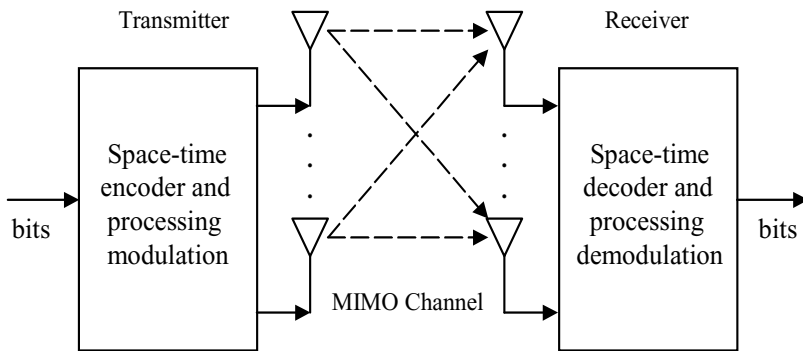 Transmitter
Receiver
Space-time
encoder and
processing
modulation
Space-time
decoder and
processing
demodulation
bits
bits
MIMO Channel